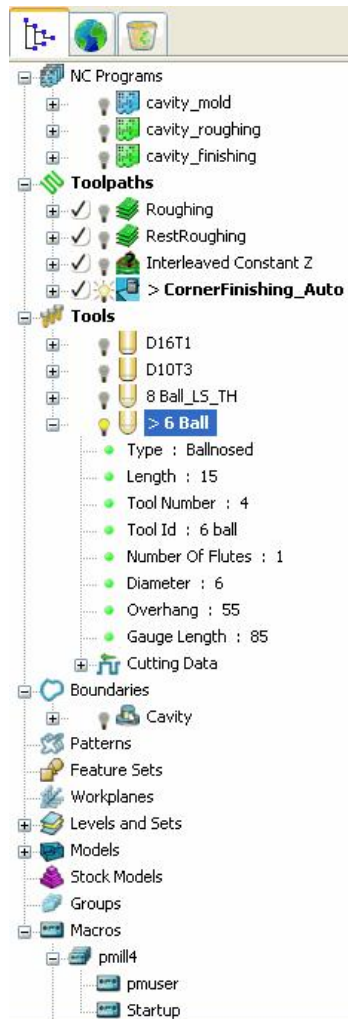 NC Programs
cavity_mold
cavity_roughing
cavity_finishing
Toolpaths
Roughing
RestRoughing
Interleaved Constant Z
> CornerFinishing_Auto
Tools
D16T1
D10T3
8 Ball_LS_TH
> 6 Ball
Type : Ballnosed
Length : 15
Tool Number : 4
Tool Id : 6 ball
Number Of Flutes : 1
Diameter : 6
Overhang : 55
Gauge Length : 85
Cutting Data
Boundaries
Cavity
Patterns
Feature Sets
Workplanes
Levels and Sets
Models
Stock Models
Groups
Macros
pmill4
pmuser
Startup